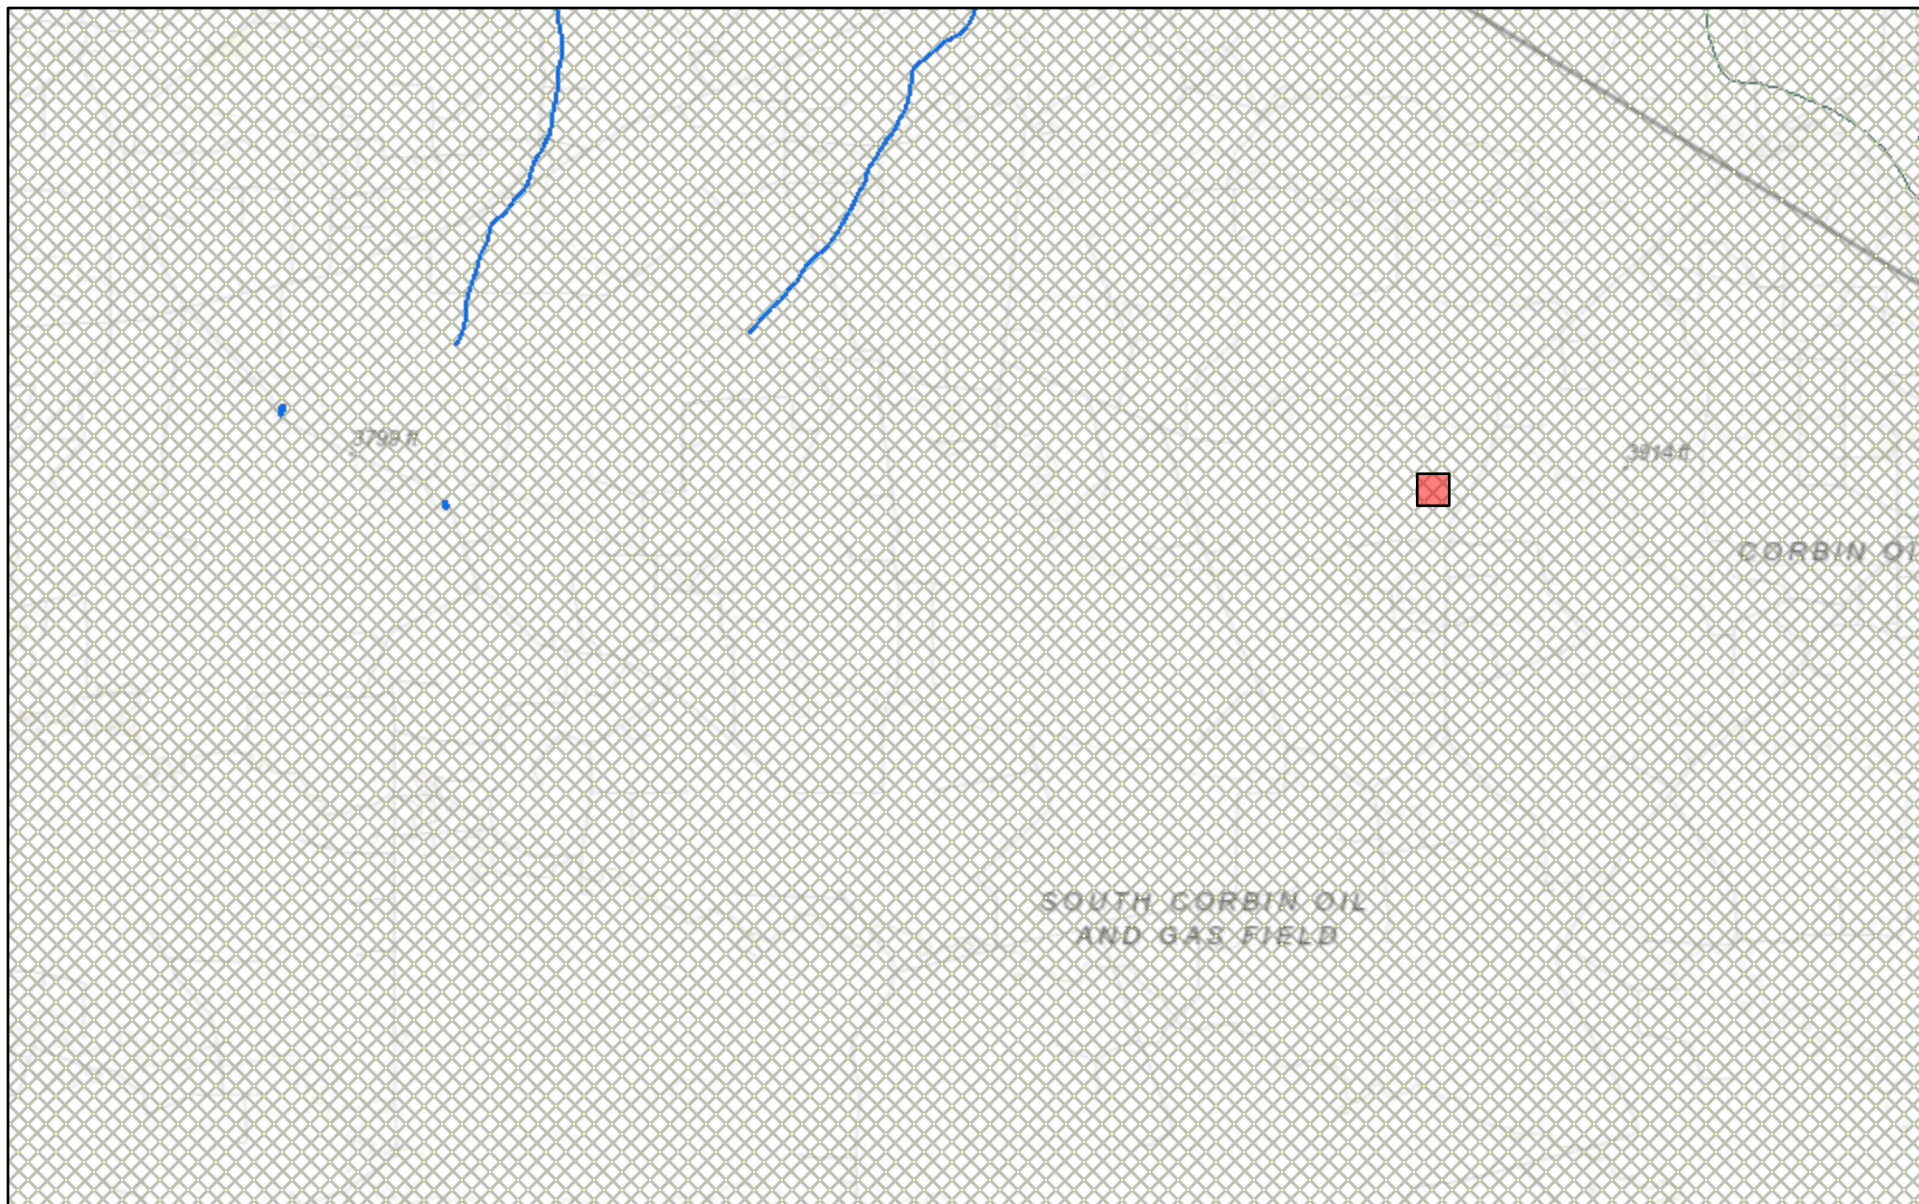 3799 ft
3914 ft
CORBIN OI
SOUTH CORBIN OIL
AND GAS FIELD